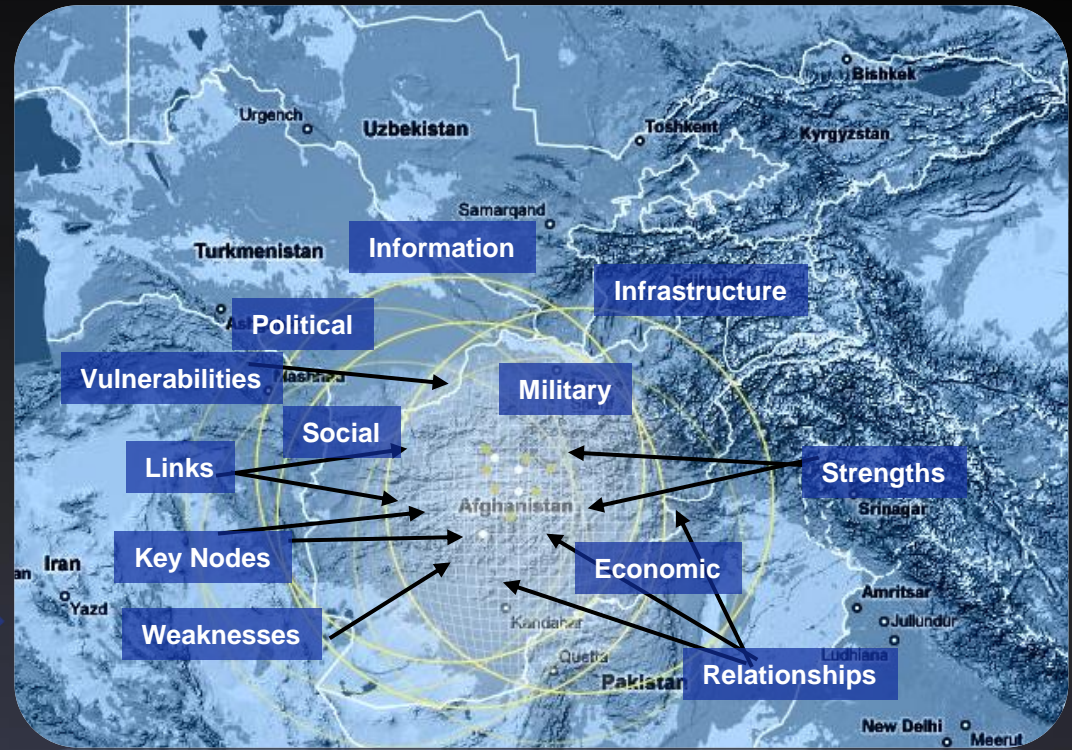 Bishkek
Urgench
Uzbekistan
Toshkent
Kyrgyzstan
Samarqand
Turkmenistan
Information
Infrastructure
Political
Vulnerabilities
Mashhad
Military
Social
Links
Strengths
Afghanistan
Srinagar
Key Nodes
Iran
Economic
Yazd
Amritsar
Jullundur
Kandahar
Weaknesses
Ludhiana
Quetta
Relationships
Pakistan
New Delhi
Meerut